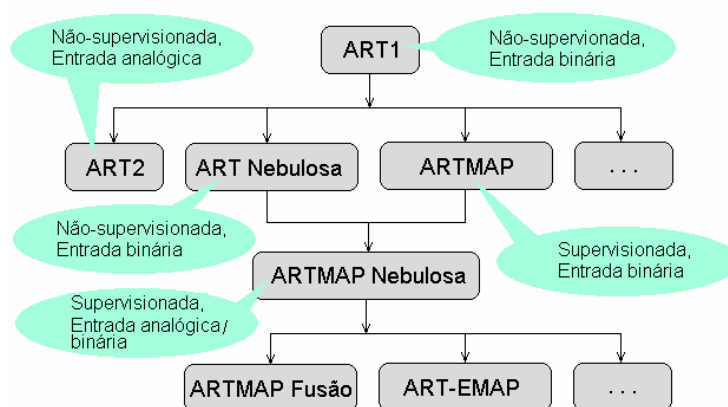 Não-supervisionada,
Entrada analógica
ART1
Não-supervionada,
Entrada binária
ART2
ART Nebulosa
ARTMAP
. . .
Não-supervisionada,
Entrada binária
Supervisionada,
Entrada binária
ARTMAP Nebulosa
Supervisionada,
Entrada analógica/
binária
ARTMAP Fusão
ART-EMAP
. . .